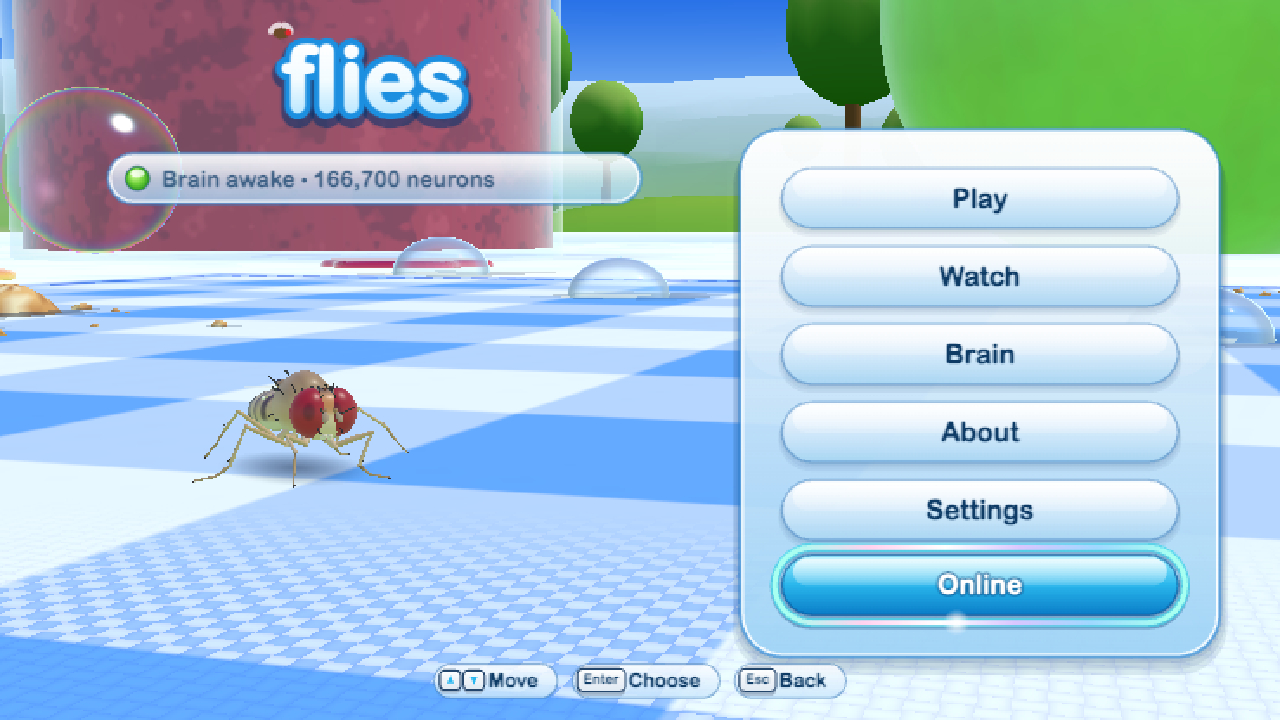 flies
Brain awake • 166,700 neurons
Play
Watch
Brain
About
Settings
Online
▲ ▼ Move Enter Choose Esc Back